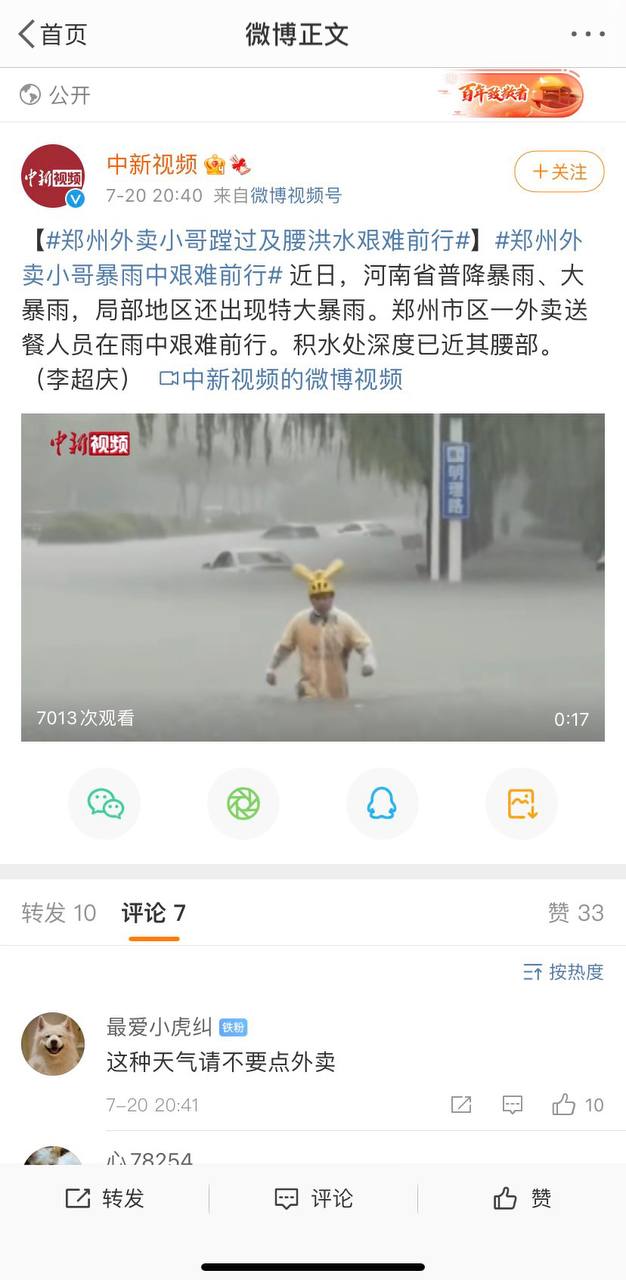 首页
微博正文
公开
百年致敬者
中新视频
中新视频
7-20 20:40 来自微博视频号
+关注
【#郑州外卖小哥蹚过及腰洪水艰难前行#】#郑州外
卖小哥暴雨中艰难前行# 近日，河南省普降暴雨、大
暴雨，局部地区还出现特大暴雨。郑州市区一外卖送
餐人员在雨中艰难前行。积水处深度已近其腰部。
（李超庆） 中新视频的微博视频
中新视频
明理路
7013次观看
0:17
转发 10
评论 7
赞 33
按热度
最爱小虎纠 铁粉
这种天气请不要点外卖
7-20 20:41
10
心78254
转发
评论
赞